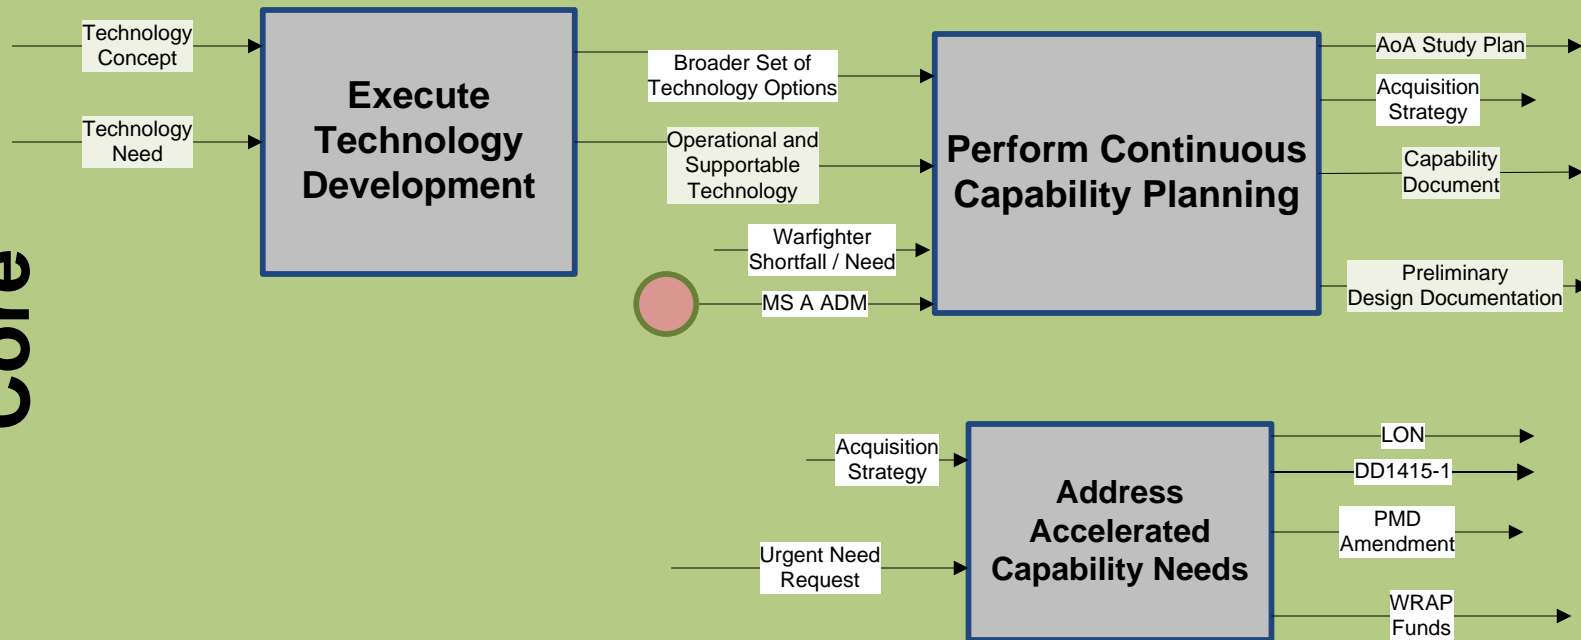 Core
Technology
Concept
Technology
Need
Execute
Technology
Development
Broader Set of
Technology Options
Operational and
Supportable
Technology
Warfighter
Shortfall / Need
MS A ADM
Perform Continuous
Capability Planning
AoA Study Plan
Acquisition
Strategy
Capability
Document
Preliminary
Design Documentation
Acquisition
Strategy
Urgent Need
Request
Address
Accelerated
Capability Needs
LON
DD1415-1
PMD
Amendment
WRAP
Funds